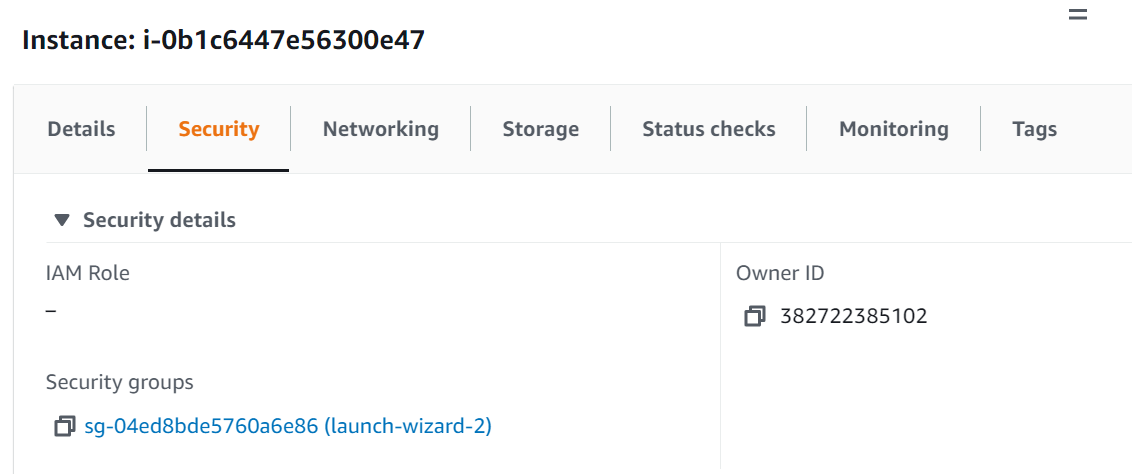 Instance: i-0b1c6447e56300e47
Details Security Networking Storage Status checks Monitoring Tags
Security details
IAM Role
–
Owner ID
382722385102
Security groups
sg-04ed8bde5760a6e86 (launch-wizard-2)